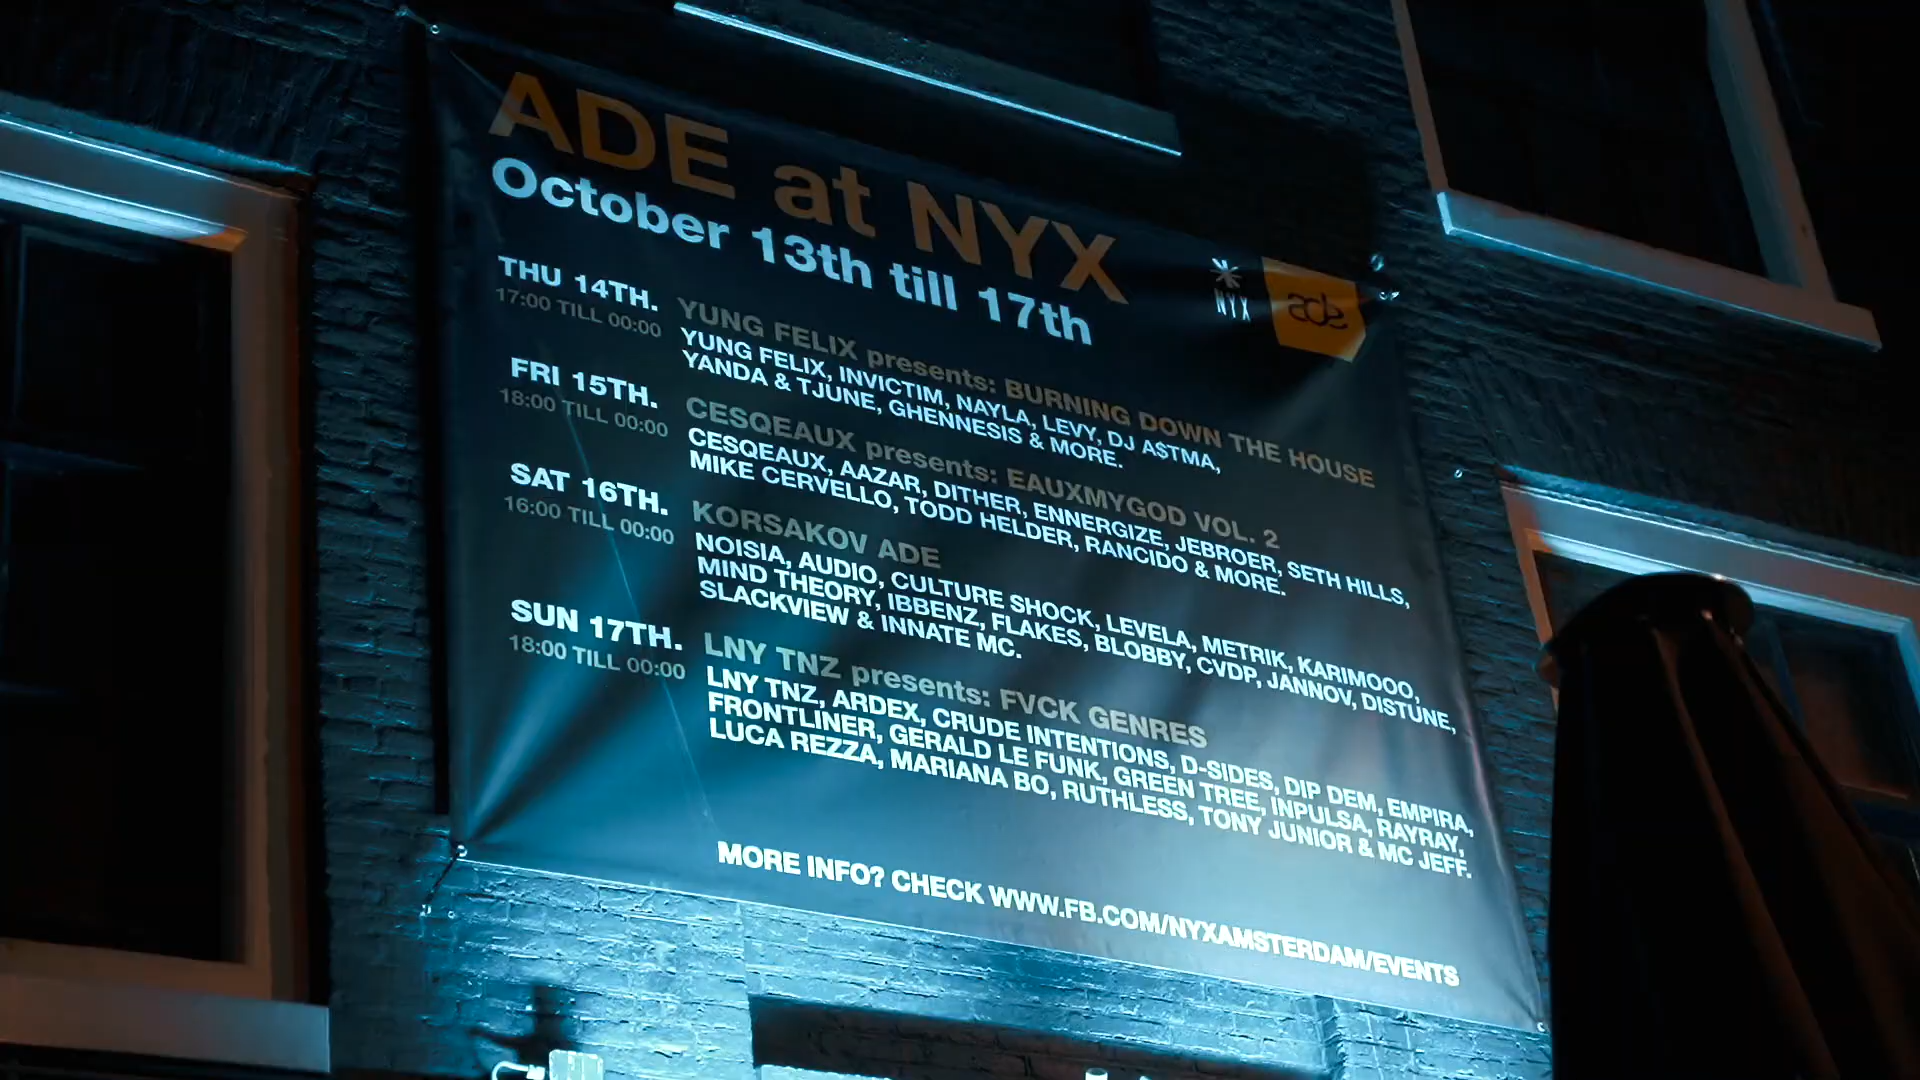 ADE at NYX
October 13th till 17th
NYX
ade
THU 14TH.
17:00 TILL 00:00
YUNG FELIX presents: BURNING DOWN THE HOUSE
YUNG FELIX, INVICTIM, NAYLA, LEVY, DJ A$TMA,
YANDA & TJUNE, GHENNESIS & MORE.
FRI 15TH.
18:00 TILL 00:00
CESQEAUX presents: EAUXMYGOD VOL. 2
CESQEAUX, AAZAR, DITHER, ENNERGIZE, JEBROER, SETH HILLS,
MIKE CERVELLO, TODD HELDER, RANCIDO & MORE.
SAT 16TH.
16:00 TILL 00:00
KORSAKOV ADE
NOISIA, AUDIO, CULTURE SHOCK, LEVELA, METRIK, KARIMOOO,
MIND THEORY, IBBENZ, FLAKES, BLOBBY, CVDP, JANNOV, DISTUNE,
SLACKVIEW & INNATE MC.
SUN 17TH.
18:00 TILL 00:00
LNY TNZ presents: FVCK GENRES
LNY TNZ, ARDEX, CRUDE INTENTIONS, D-SIDES, DIP DEM, EMPIRA,
FRONTLINER, GERALD LE FUNK, GREEN TREE, INPULSA, RAYRAY,
LUCA REZZA, MARIANA BO, RUTHLESS, TONY JUNIOR & MC JEFF.
MORE INFO? CHECK WWW.FB.COM/NYXAMSTERDAM/EVENTS